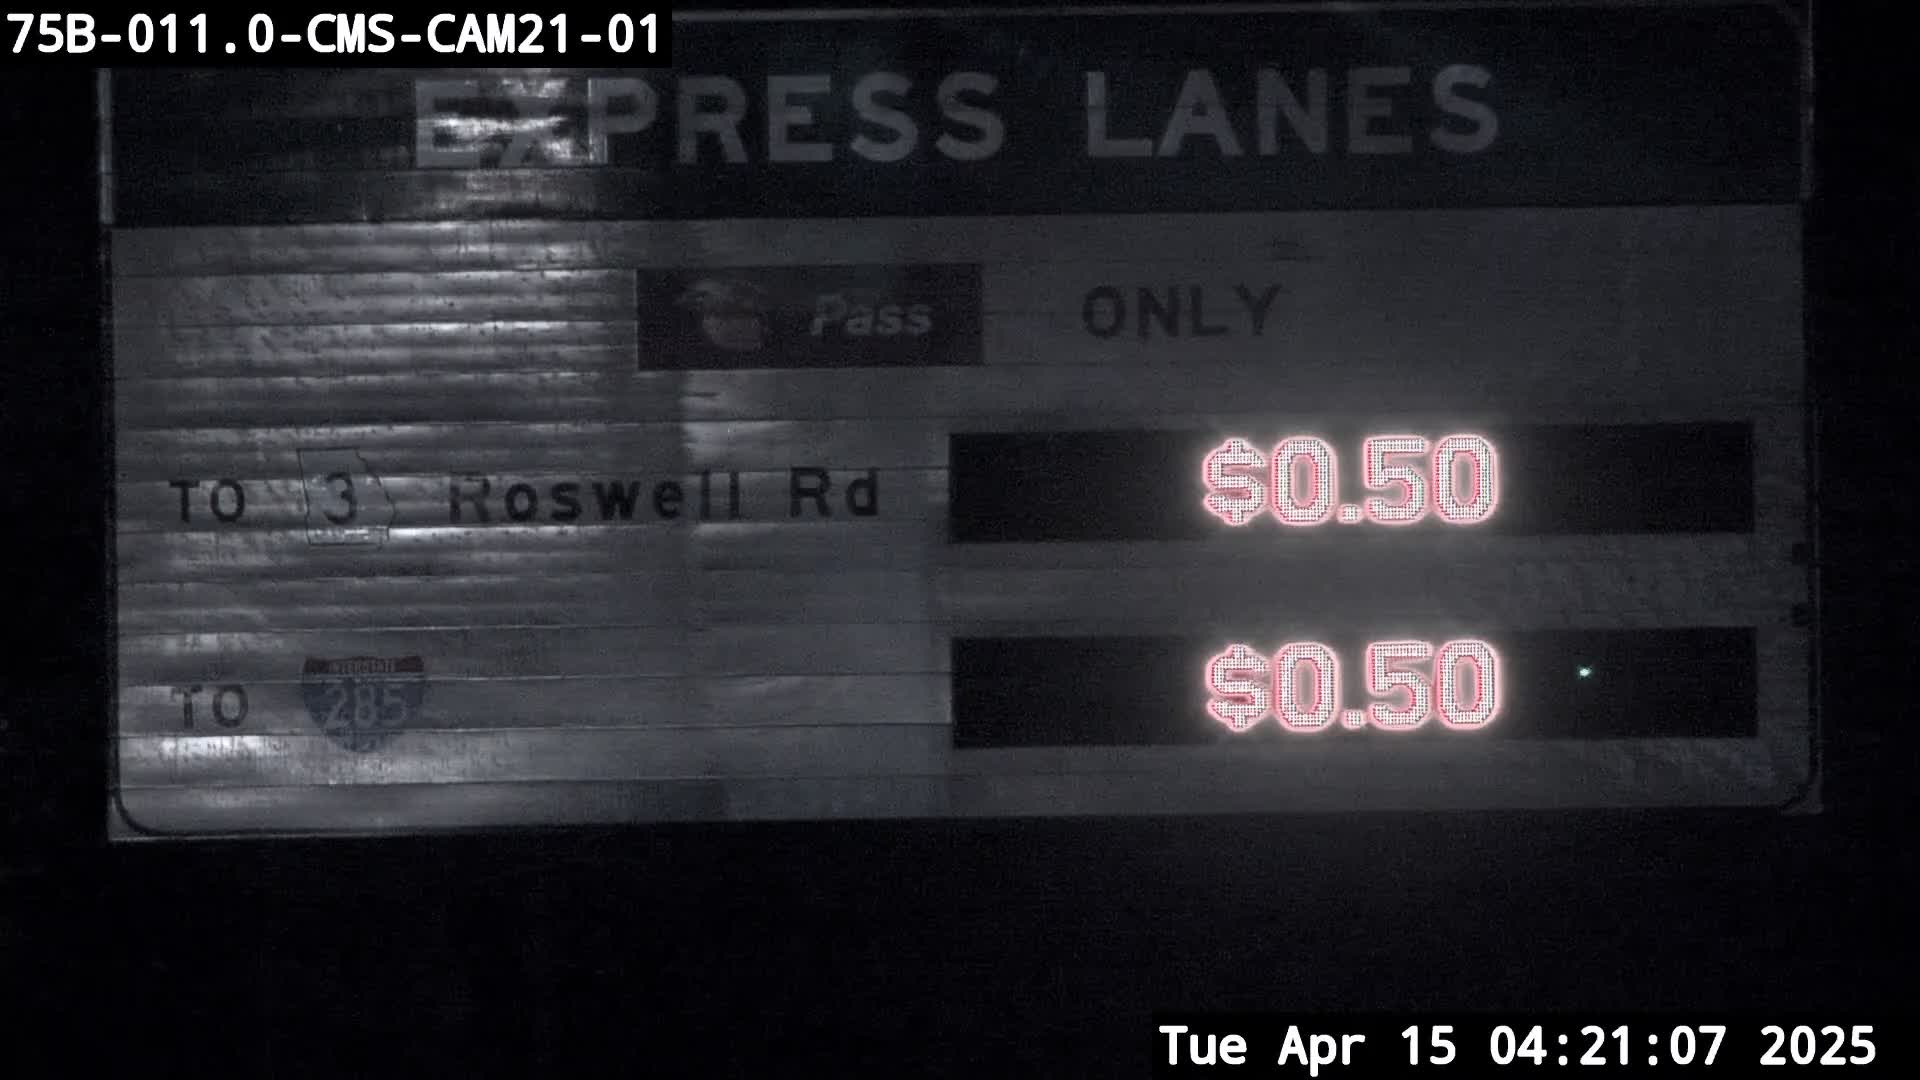 75B-011.0-CMS-CAM21-01
EXPRESS LANES
Pass ONLY
TO 3 Roswell Rd $0.50
INTERSTATE
TO 285 $0.50
Tue Apr 15 04:21:07 2025